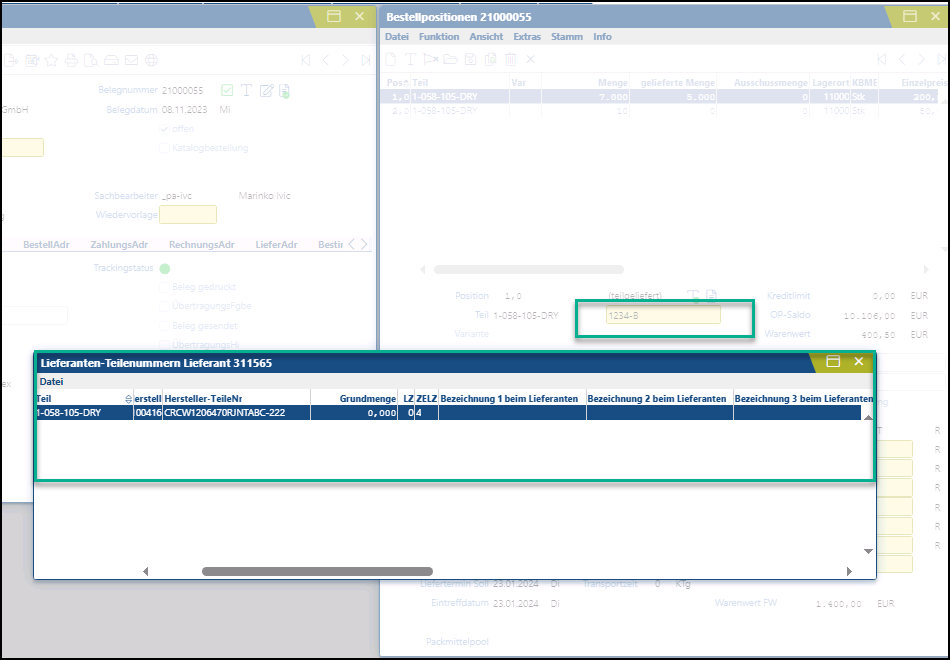 Belegnummer 21000055
GmbH Belegdatum 08.11.2023 Mi
offen
Katalogbestellung
Sachbearbeiter _pa-ivc Marinko Ivic
Wiedervorlage
BestellAdr ZahlungsAdr RechnungsAdr LieferAdr Bestir
Trackingstatus
Beleg gedruckt
ÜbertragungsFgbe
Beleg gesendet
ÜbertragungsHi
Bestellpositionen 21000055
Datei Funktion Ansicht Extras Stamm Info
Pos Teil Var Menge gelieferte Menge Ausschussmenge Lagerort KBME Einzelpreis
1,0 1-058-105-DRY 7.000 5.000 0 11000 Stk 200,
2,0 1-058-105-DRY 10 0 0 11000 Stk 50,
Position 1,0 (teilgeliefert) Kreditlimit 0,00 EUR
Teil 1-058-105-DRY 1234-B OP-Saldo 10.106,00 EUR
Variante Warenwert 400,50 EUR
Lieferanten-Teilenummern Lieferant 311565
Datei
Teil erstell Hersteller-TeileNr Grundmenge LZ ZELZ Bezeichnung 1 beim Lieferanten Bezeichnung 2 beim Lieferanten Bezeichnung 3 beim Lieferanten
1-058-105-DRY 00416 CRCW1206470RJNTABC-222 0,000 0 4
ex
T R
R
R
R
R
R
R
Liefertermin Soll 23.01.2024 Di Transportzeit 0 KTg
Eintreffdatum 23.01.2024 Di Warenwert FW 1.400,00 EUR
Packmittelpool